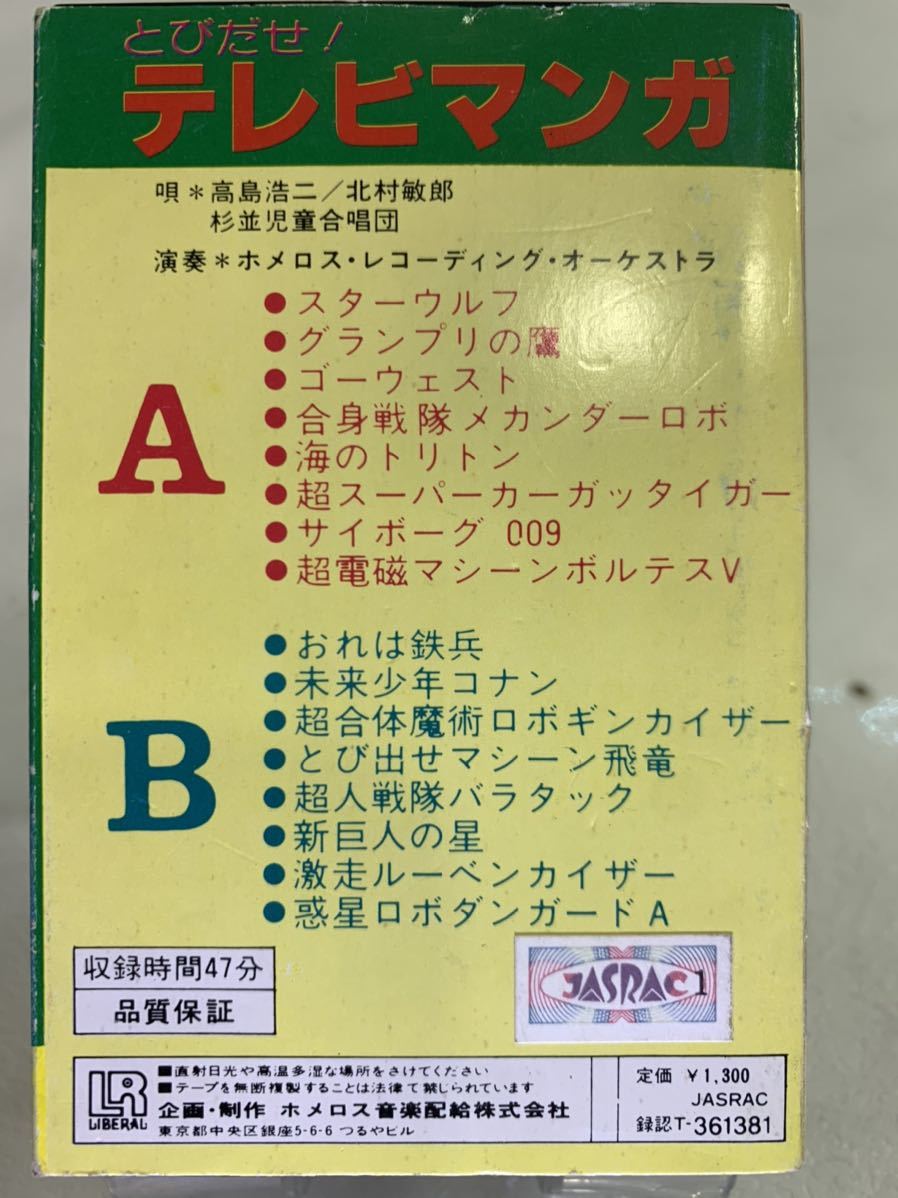 とびだせ!
テレビマンガ
唄*高島浩二/北村敏郎
杉並児童合唱団
演奏*ホメロス・レコーディング・オーケストラ
A
●スターウルフ
●グランプリの鷹
●ゴーウェスト
●合身戦隊メカンダーロボ
●海のトリトン
●超スーパーカーガッタイガー
●サイボーグ 009
●超電磁マシーンボルテスV
B
●おれは鉄兵
●未来少年コナン
●超合体魔術ロボギンカイザー
●とび出せマシーン飛竜
●超人戦隊バラタック
●新巨人の星
●激走ルーベンカイザー
●惑星ロボダンガードA
収録時間47分
品質保証
JASRAC 1
LR
LIBERAL
■直射日光や高温多湿な場所をさけてください
■テープを無断複製することは法律で禁じられています
企画・制作 ホメロス音楽配給株式会社
東京都中央区銀座5-6-6 つるやビル
定価 ¥1,300
JASRAC
録認T-361381